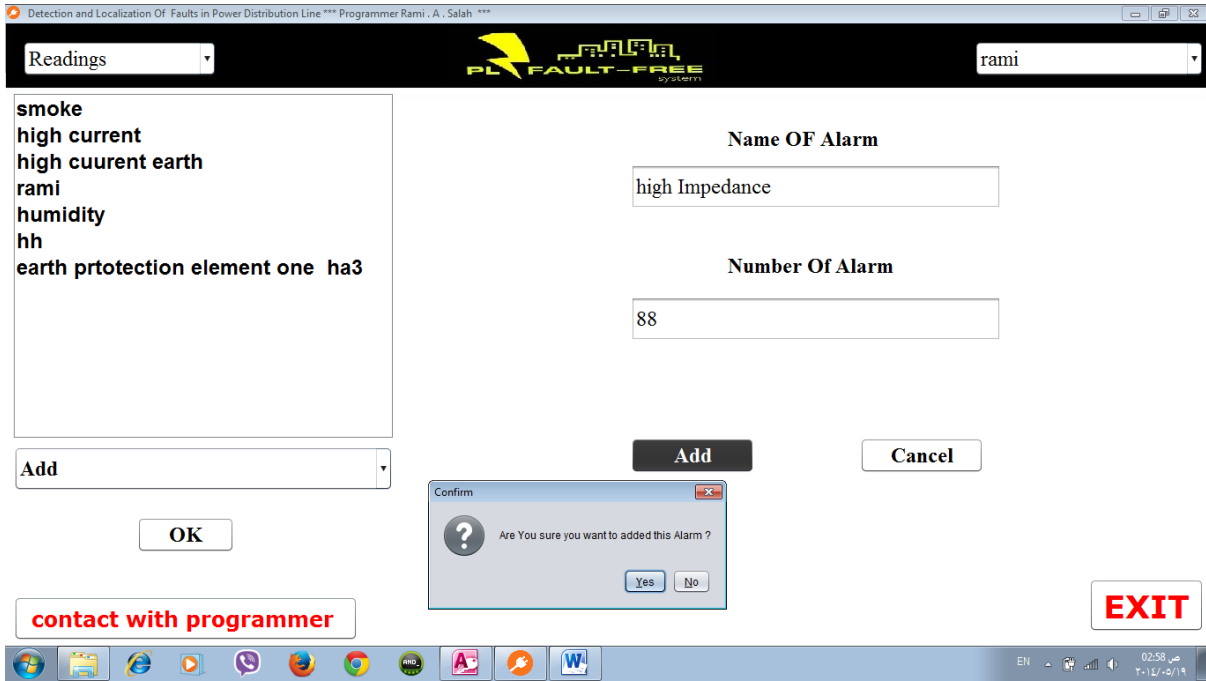 Detection and Localization Of Faults in Power Distribution Line *** Programmer Rami . A . Salah ***
Readings
PL FAULT-FREE
system
rami
smoke
high current
high cuurent earth
rami
humidity
hh
earth prtotection element one ha3
Name OF Alarm
high Impedance
Number Of Alarm
88
Add
Cancel
Add
OK
Confirm
Are You sure you want to added this Alarm ?
Yes
No
contact with programmer
EXIT
EN
02:58 ص
٢٠١٤/٠٥/١٩